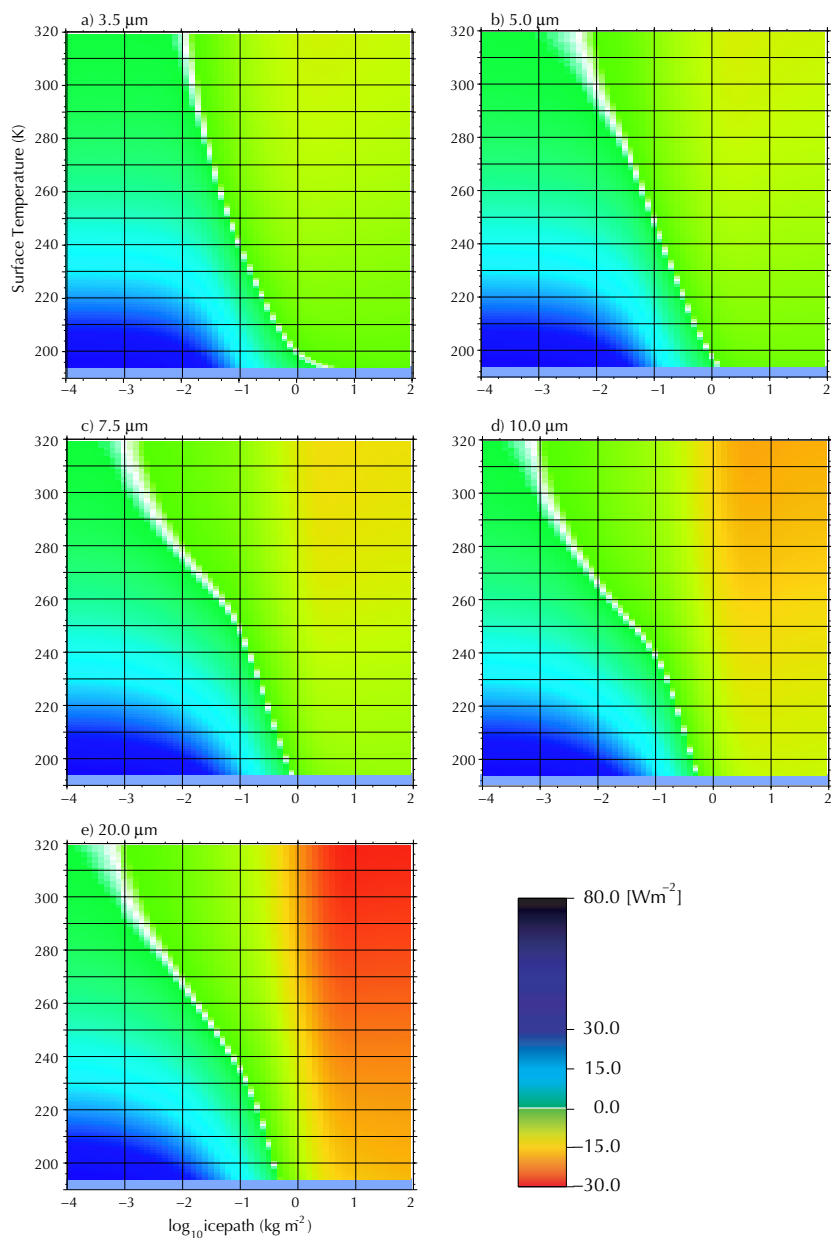 a) 3.5 µm
b) 5.0 µm
320 320
300 300
280 280
260 260
240 240
220 220
200 200
Surface Temperature (K)
−4 −3 −2 −1 0 1 2
−4 −3 −2 −1 0 1 2
c) 7.5 µm
d) 10.0 µm
320 320
300 300
280 280
260 260
240 240
220 220
200 200
−4 −3 −2 −1 0 1 2
−4 −3 −2 −1 0 1 2
e) 20.0 µm
320
300
280
260
240
220
200
−4 −3 −2 −1 0 1 2
log10icepath (kg m−2)
80.0 [Wm−2]
30.0
15.0
0.0
−15.0
−30.0